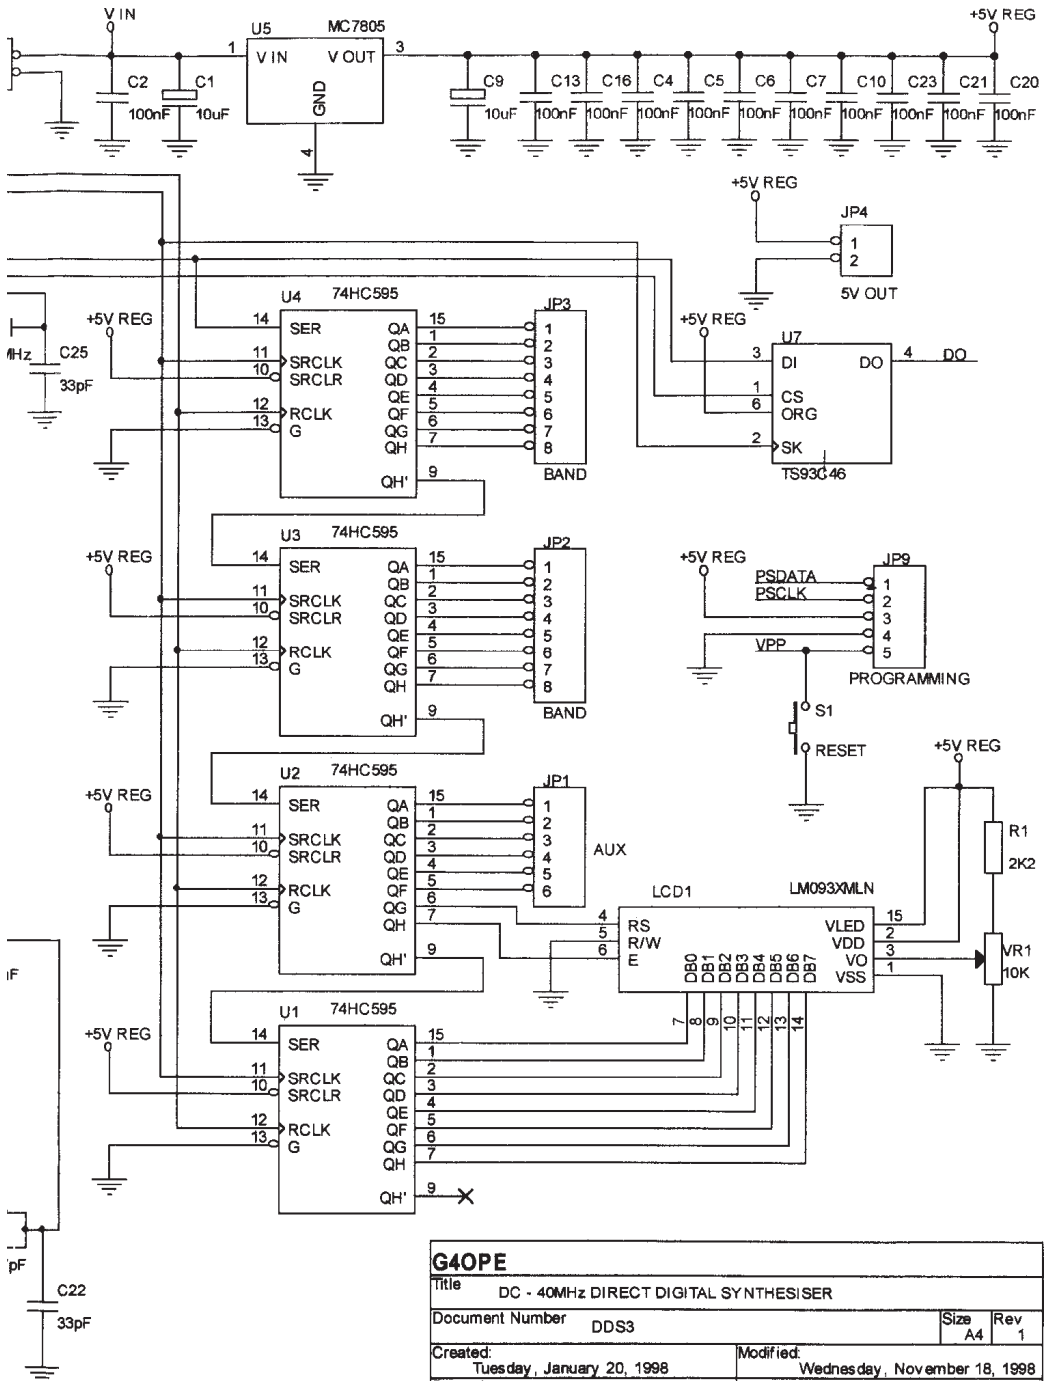 V IN
U5
MC7805
+5V REG
1
V IN
V OUT
3
GND
4
C2
100nF
C1
10uF
C9
10uF
C13
100nF
C16
100nF
C4
100nF
C5
100nF
C6
100nF
C7
100nF
C10
100nF
C23
100nF
C21
100nF
C20
100nF
+5V REG
JP4
1
2
5V OUT
MHz
C25
33pF
U4
74HC595
+5V REG
14 SER
11 SRCLK
10 SRCLR
12 RCLK
13 G
QA 15
QB 1
QC 2
QD 3
QE 4
QF 5
QG 6
QH 7
QH' 9
JP3
1
2
3
4
5
6
7
8
BAND
+5V REG
U7
3 DI
DO 4 DO
1 CS
6 ORG
2 SK
TS93C46
U3
74HC595
+5V REG
14 SER
11 SRCLK
10 SRCLR
12 RCLK
13 G
QA 15
QB 1
QC 2
QD 3
QE 4
QF 5
QG 6
QH 7
QH' 9
JP2
1
2
3
4
5
6
7
8
BAND
+5V REG
JP9
PSDATA 1
PSCLK 2
3
4
VPP 5
PROGRAMMING
S1
RESET
U2
74HC595
+5V REG
14 SER
11 SRCLK
10 SRCLR
12 RCLK
13 G
QA 15
QB 1
QC 2
QD 3
QE 4
QF 5
QG 6
QH 7
QH' 9
JP1
1
2
3
4
5
6
AUX
+5V REG
R1
2K2
VR1
10K
LCD1
LM093XMLN
4 RS
5 R/W
6 E
VLED 15
VDD 2
VO 3
VSS 1
DB0 DB1 DB2 DB3 DB4 DB5 DB6 DB7
7 8 9 10 11 12 13 14
U1
74HC595
+5V REG
14 SER
11 SRCLK
10 SRCLR
12 RCLK
13 G
QA 15
QB 1
QC 2
QD 3
QE 4
QF 5
QG 6
QH 7
QH' 9
C22
33pF
G4OPE
Title
DC - 40MHz DIRECT DIGITAL SYNTHESISER
Document Number
DDS3
Size
A4
Rev
1
Created:
Tuesday, January 20, 1998
Modified:
Wednesday, November 18, 1998